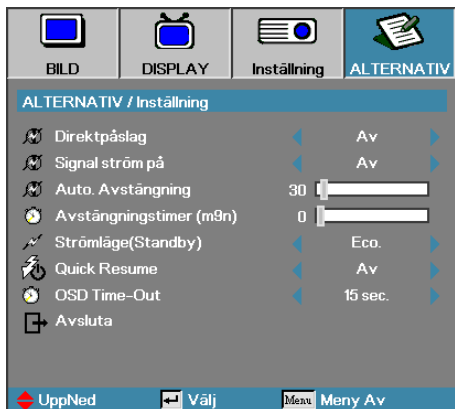 BILD DISPLAY Inställning ALTERNATIV
ALTERNATIV / Inställning
Direktpåslag Av
Signal ström på Av
Auto. Avstängning 30
Avstängningstimer (m9n) 0
Strömläge(Standby) Eco.
Quick Resume Av
OSD Time-Out 15 sec.
Avsluta
UppNed Välj Menu Meny Av